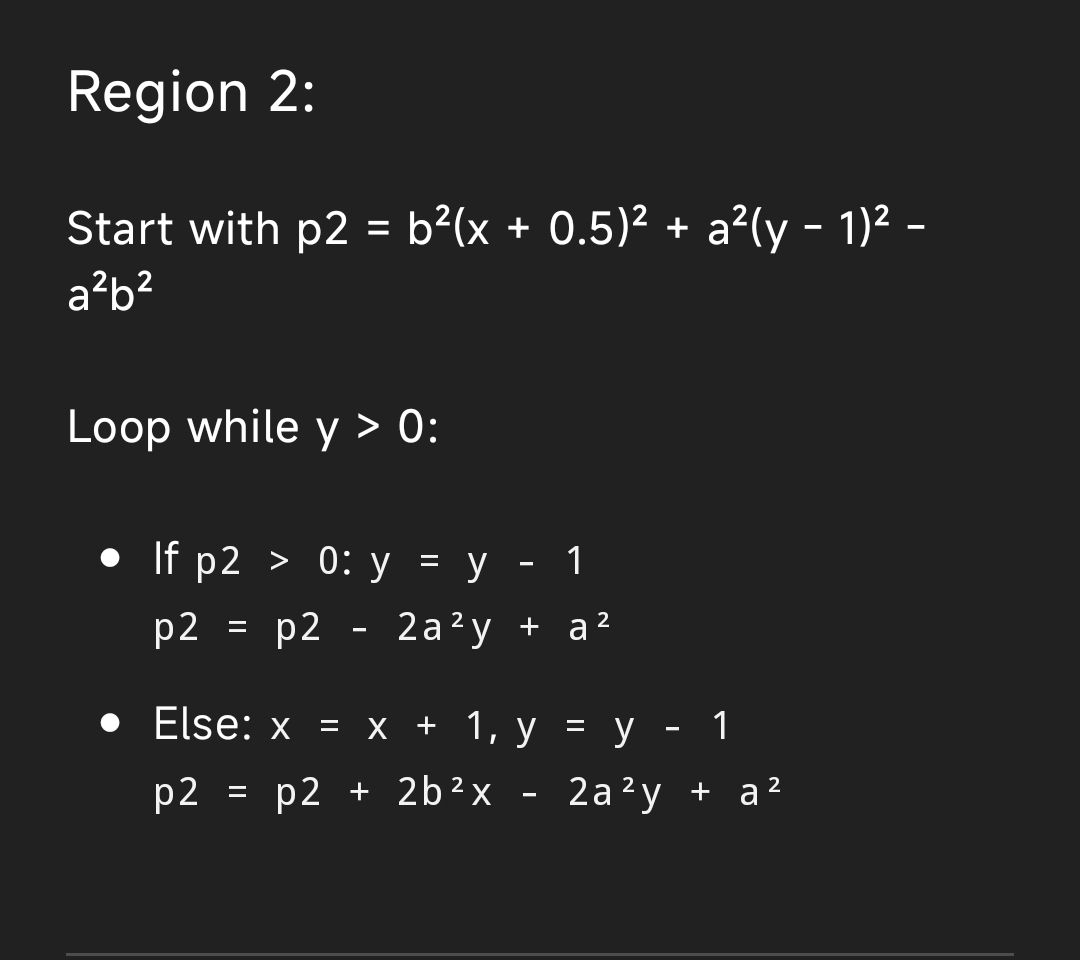 Region 2:
Start with p2 = b²(x + 0.5)² + a²(y − 1)² −
a²b²
Loop while y > 0:
• If p2 > 0: y = y - 1
p2 = p2 - 2a²y + a²
• Else: x = x + 1, y = y - 1
p2 = p2 + 2b²x - 2a²y + a²